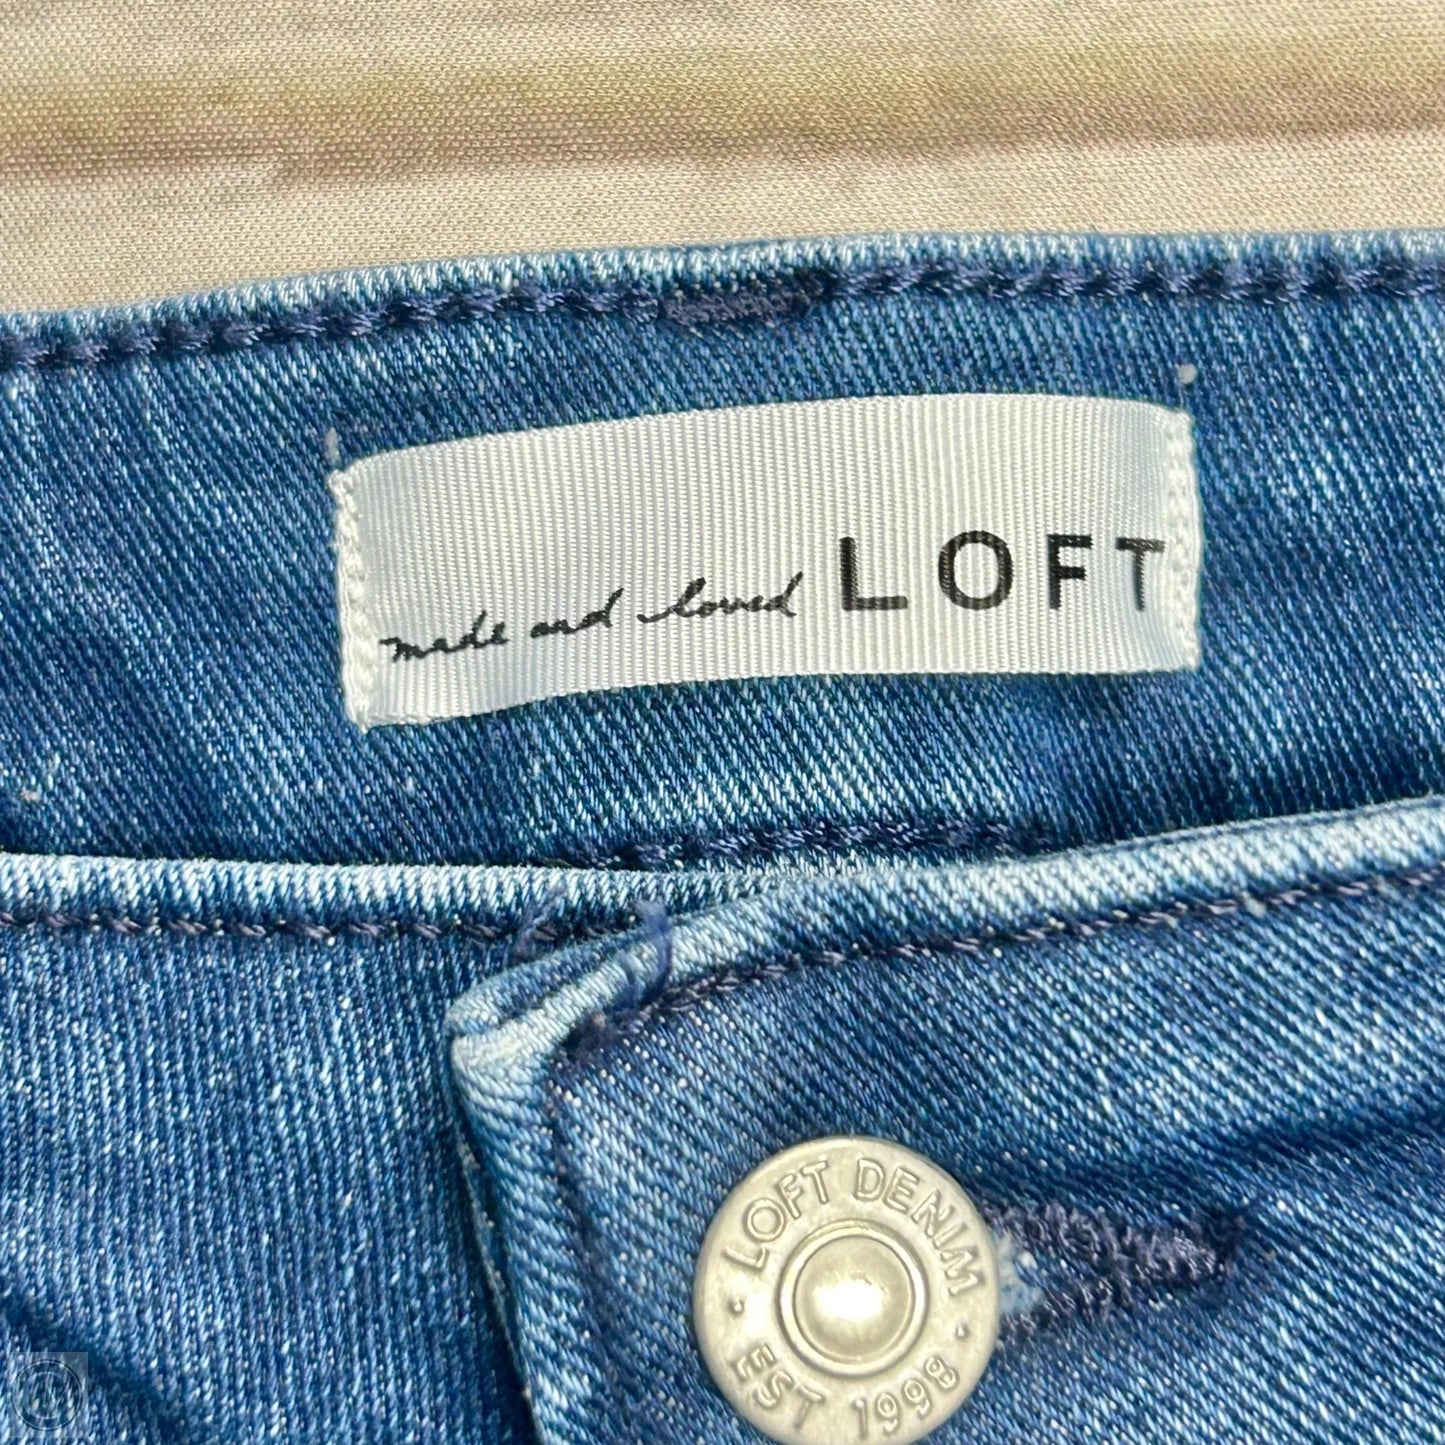 made and loved LOFT
· LOFT DENIM ·
EST 1998